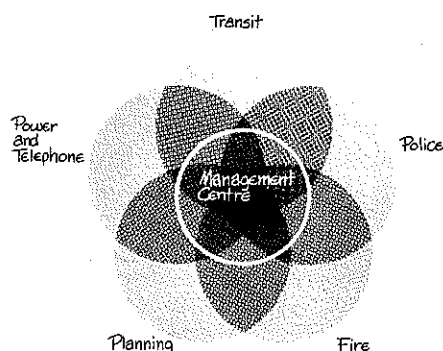 Transit
Power
and
Telephone
Police
Management
Centre
Planning
Fire